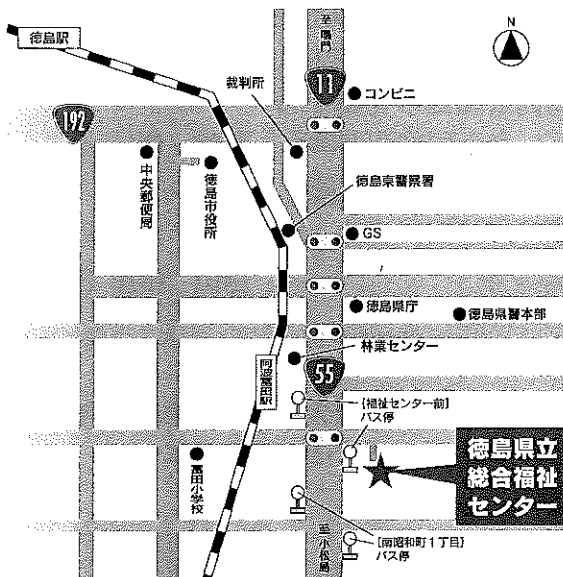 徳島駅
至鳴門
N
裁判所
11
コンビニ
192
中央郵便局
徳島市役所
徳島東警察署
GS
徳島県庁
徳島県警本部
林業センター
阿波富田駅
55
[福祉センター前]
バス停
富田小学校
徳島県立
総合福祉
センター
至小松島
[南昭和町1丁目]
バス停